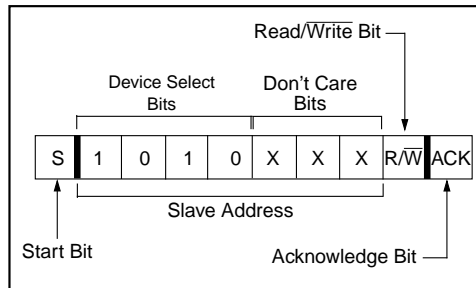 Read/Write Bit
Device Select Bits
Don't Care Bits
S 1 0 1 0 X X X R/W ACK
Slave Address
Start Bit
Acknowledge Bit